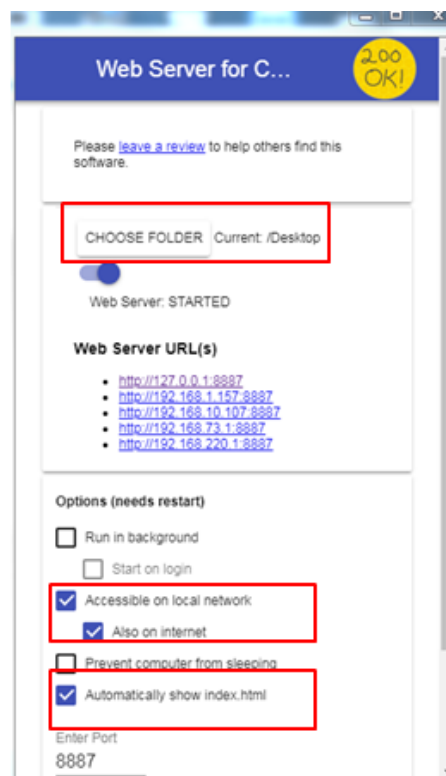 Web Server for C...
200
OK!
Please leave a review to help others find this
software.
CHOOSE FOLDER Current: /Desktop
Web Server: STARTED
Web Server URL(s)
http://127.0.0.1:8887
http://192.168.1.157:8887
http://192.168.10.107:8887
http://192.168.73.1:8887
http://192.168.220.1:8887
Options (needs restart)
Run in background
Start on login
Accessible on local network
Also on internet
Prevent computer from sleeping
Automatically show index.html
Enter Port
8887